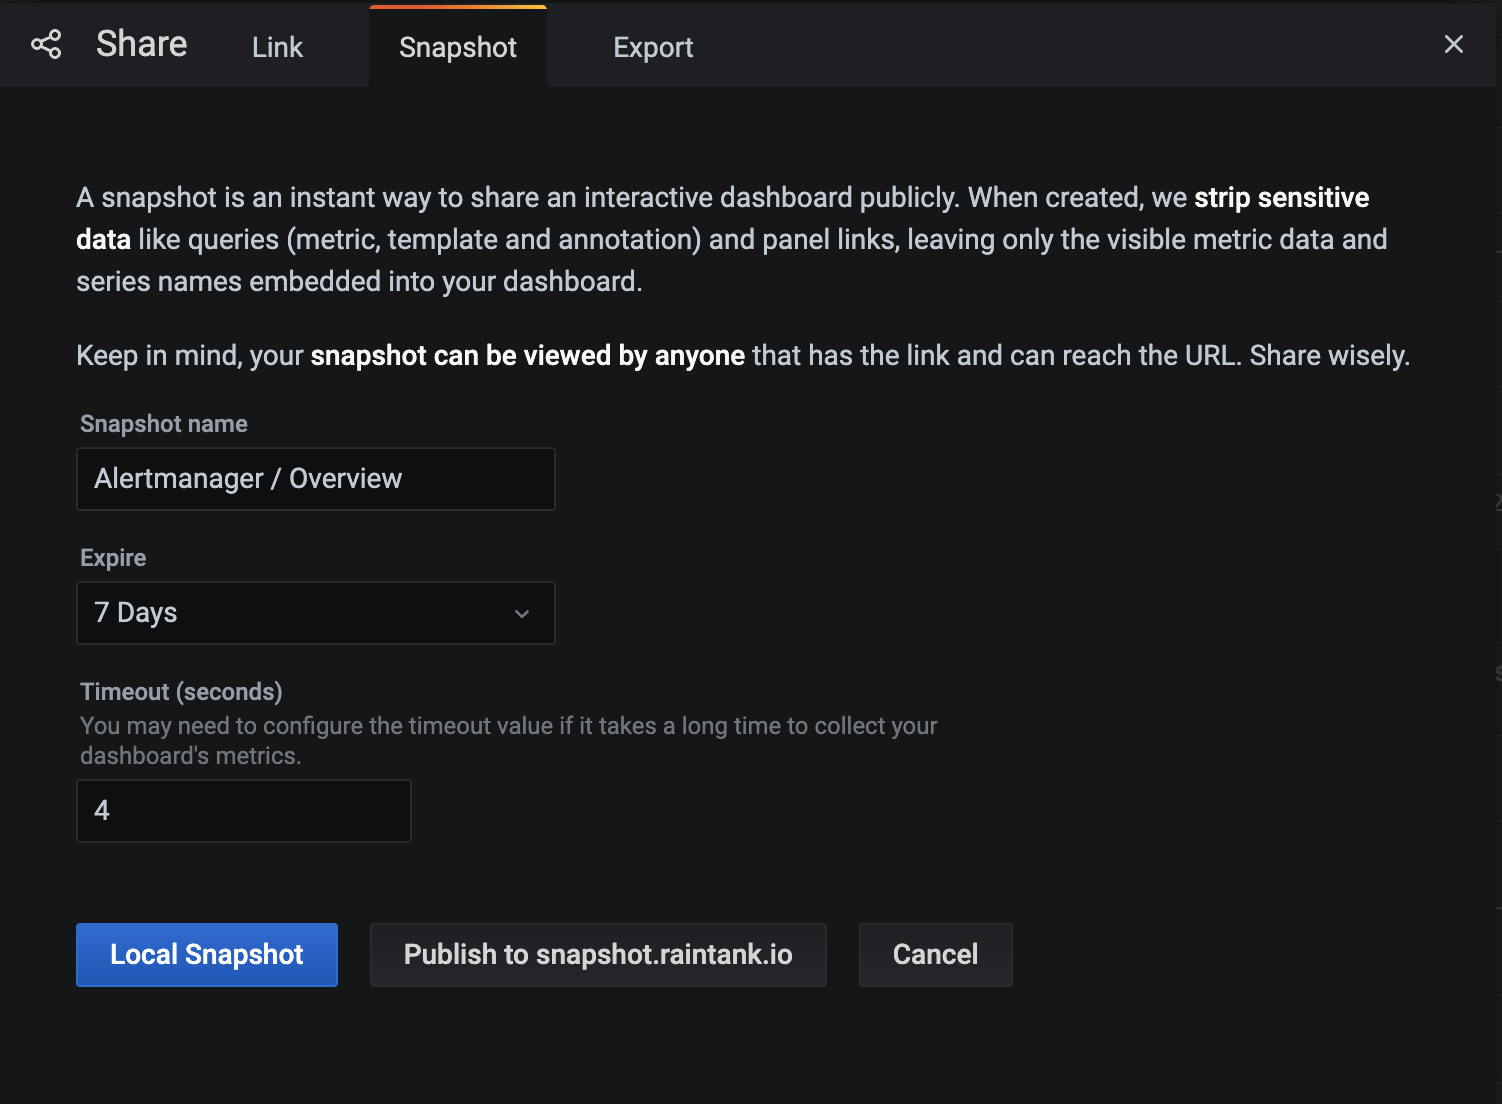 Share
Link
Snapshot
Export
A snapshot is an instant way to share an interactive dashboard publicly. When created, we strip sensitive
data like queries (metric, template and annotation) and panel links, leaving only the visible metric data and
series names embedded into your dashboard.
Keep in mind, your snapshot can be viewed by anyone that has the link and can reach the URL. Share wisely.
Snapshot name
Alertmanager / Overview
Expire
7 Days
Timeout (seconds)
You may need to configure the timeout value if it takes a long time to collect your
dashboard's metrics.
4
Local Snapshot
Publish to snapshot.raintank.io
Cancel